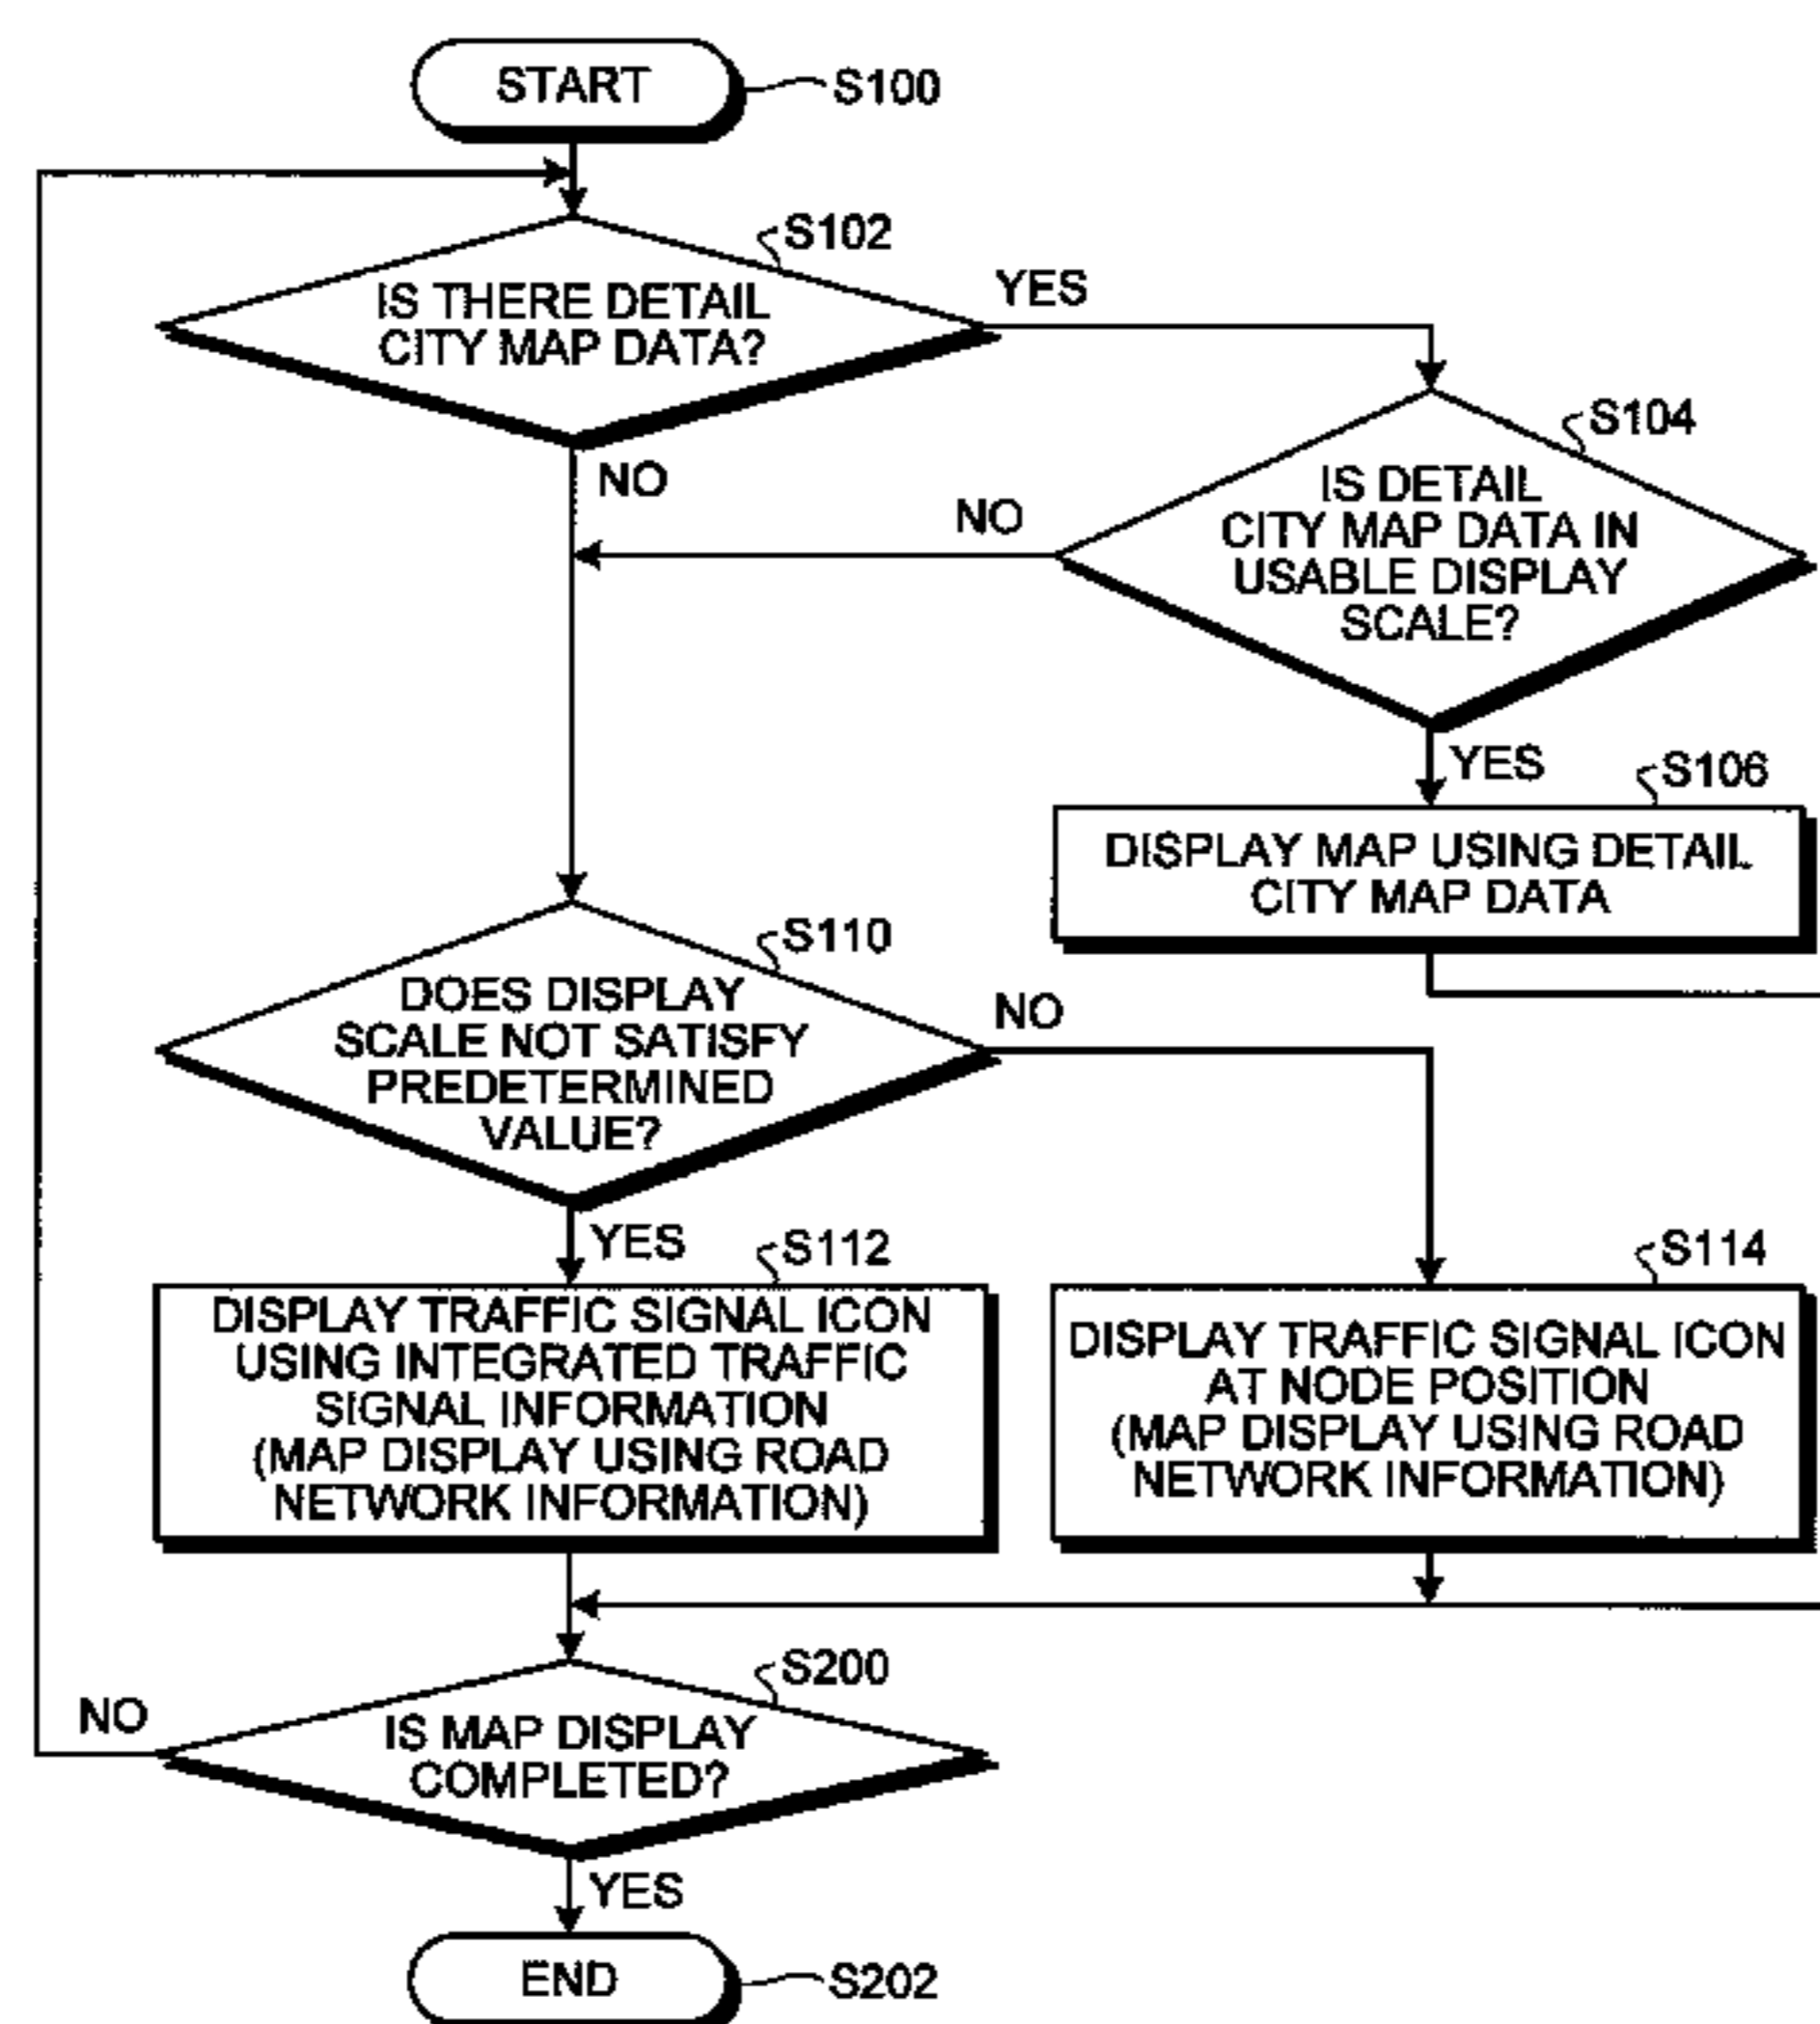 START
S100
S102
IS THERE DETAIL
CITY MAP DATA?
YES
NO
S104
IS DETAIL
CITY MAP DATA IN
USABLE DISPLAY
SCALE?
NO
YES
S106
DISPLAY MAP USING DETAIL
CITY MAP DATA
S110
DOES DISPLAY
SCALE NOT SATISFY
PREDETERMINED
VALUE?
NO
YES
S112
DISPLAY TRAFFIC SIGNAL ICON
USING INTEGRATED TRAFFIC
SIGNAL INFORMATION
(MAP DISPLAY USING ROAD
NETWORK INFORMATION)
S114
DISPLAY TRAFFIC SIGNAL ICON
AT NODE POSITION
(MAP DISPLAY USING ROAD
NETWORK INFORMATION)
S200
IS MAP DISPLAY
COMPLETED?
NO
YES
END
S202